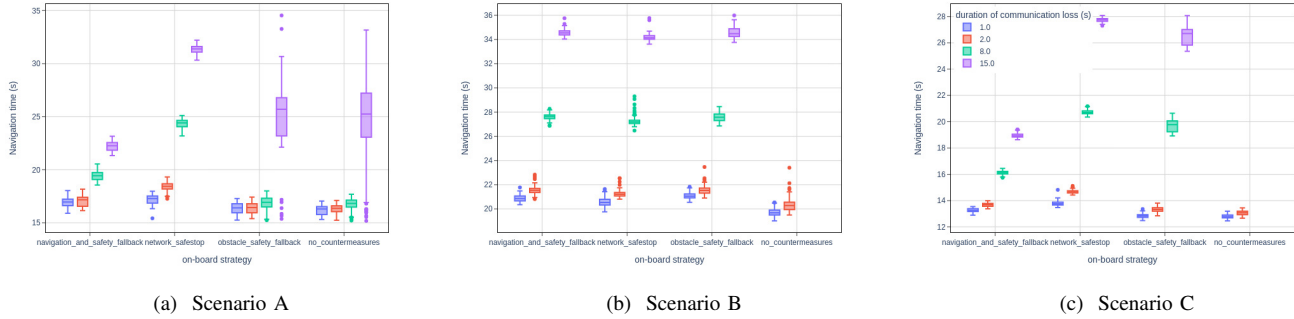 35
30
25
20
15
Navigation time (s)
navigation_and_safety_fallback
network_safestop
obstacle_safety_fallback
no_countermeasures
on-board strategy
(a) Scenario A
36
34
32
30
28
26
24
22
20
Navigation time (s)
navigation_and_safety_fallback
network_safestop
obstacle_safety_fallback
no_countermeasures
on-board strategy
(b) Scenario B
28
26
24
22
20
18
16
14
12
Navigation time (s)
duration of communication loss (s)
1.0
2.0
8.0
15.0
navigation_and_safety_fallback
network_safestop
obstacle_safety_fallback
no_countermeasures
on-board strategy
(c) Scenario C